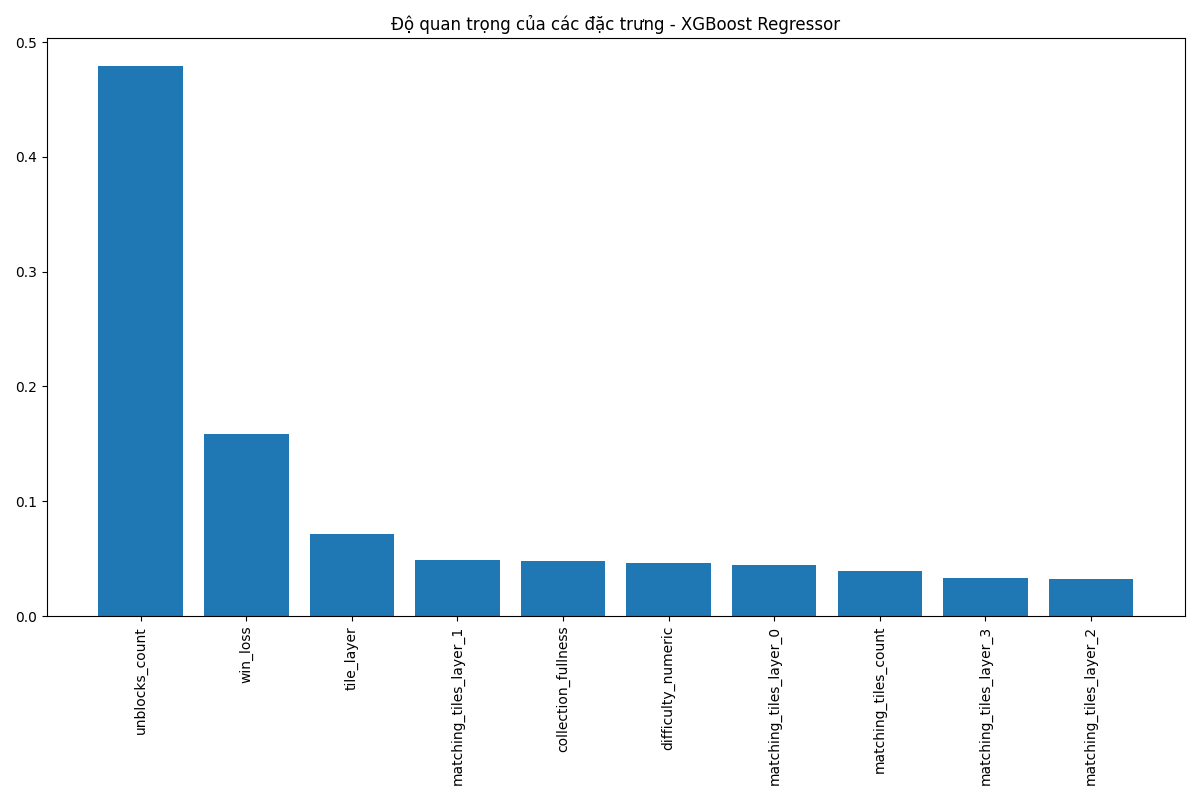 Độ quan trọng của các đặc trưng - XGBoost Regressor
0.5
0.4
0.3
0.2
0.1
0.0
unblocks_count
win_loss
tile_layer
matching_tiles_layer_1
collection_fullness
difficulty_numeric
matching_tiles_layer_0
matching_tiles_count
matching_tiles_layer_3
matching_tiles_layer_2